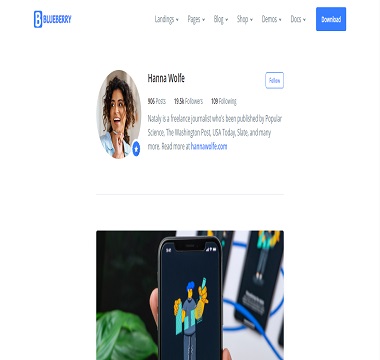 BLUEBERRY
Landings Pages Blog Shop Demos Docs Download
Hanna Wolfe
Follow
906 Posts 19.5k Followers 109 Following
Nataly is a freelance journalist who's been published by Popular
Science, The Washington Post, USA Today, Slate, and many
more. Read more at hannawolfe.com